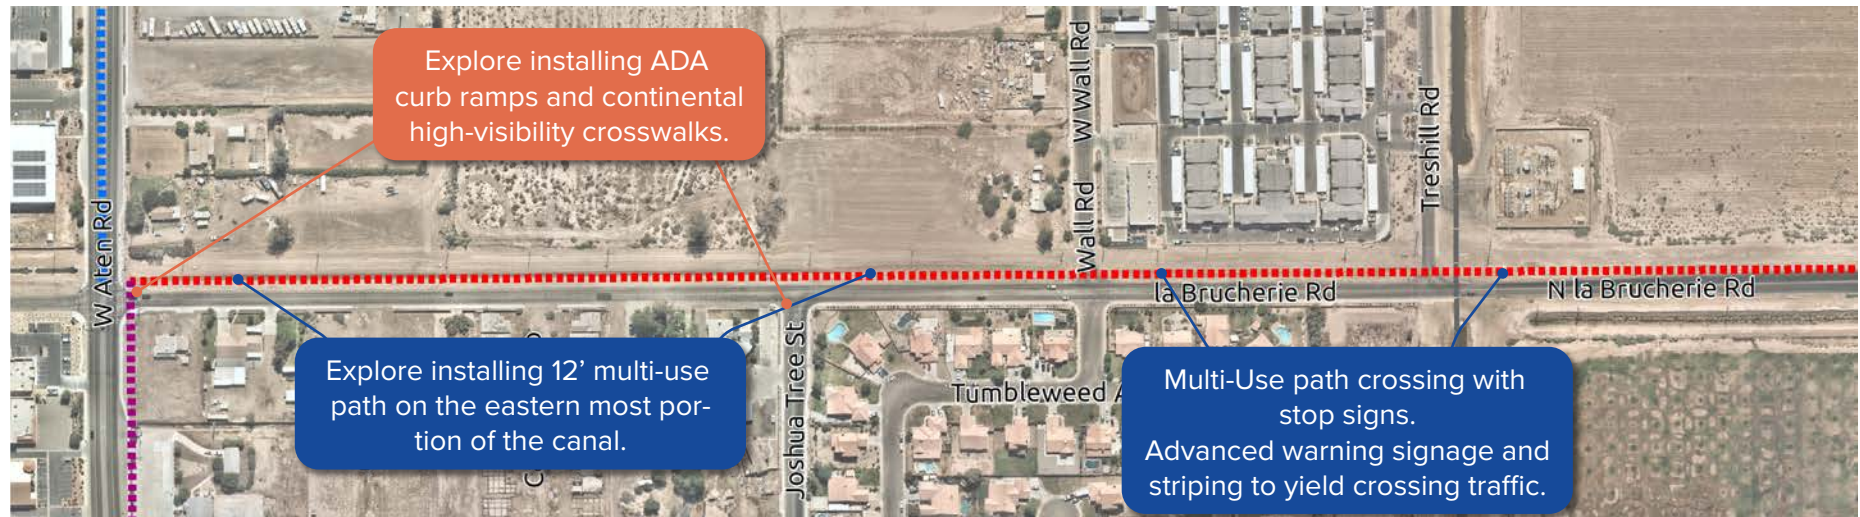 Explore installing ADA
curb ramps and continental
high-visibility crosswalks.
W Wall Rd
Treshill Rd
W Aten Rd
Wall Rd
la Brucherie Rd
N la Brucherie Rd
Explore installing 12’ multi-use
path on the eastern most por-
tion of the canal.
Joshua Tree St
Tumbleweed
Multi-Use path crossing with
stop signs.
Advanced warning signage and
striping to yield crossing traffic.